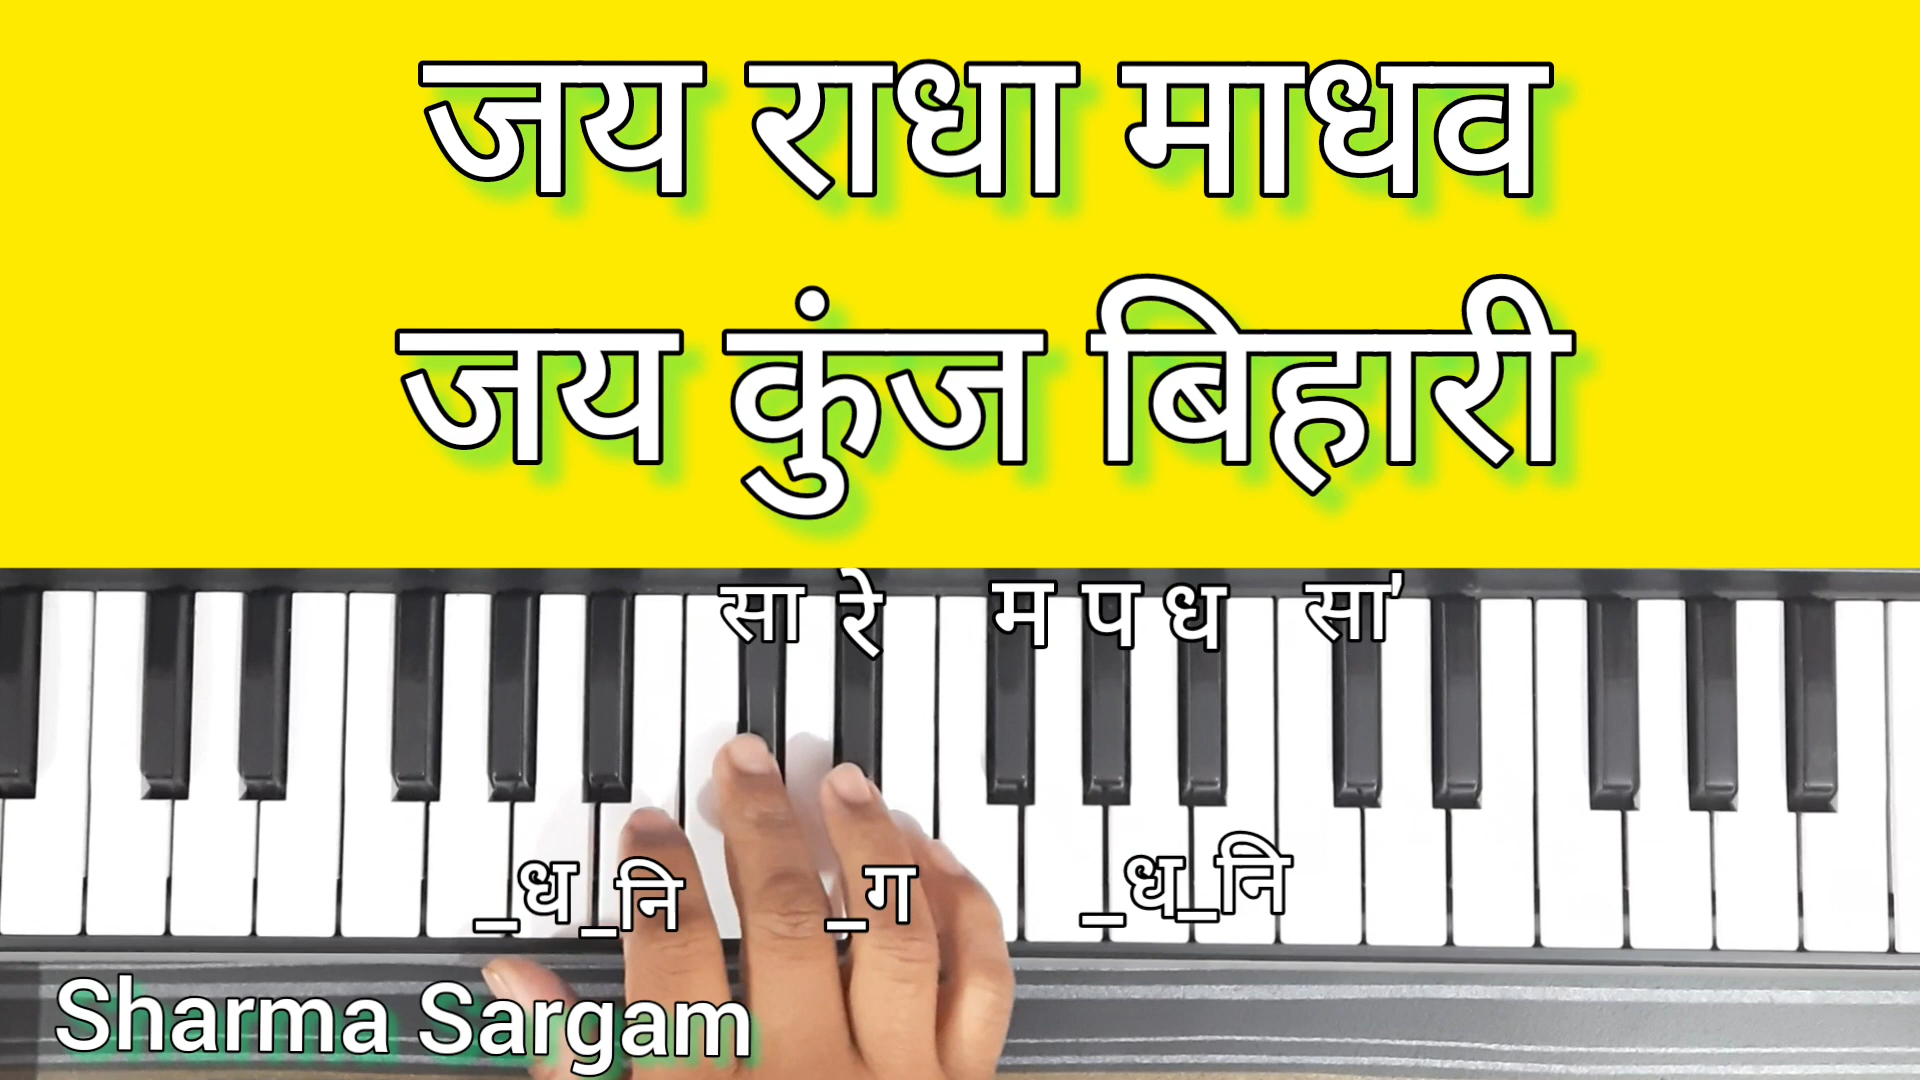 जय राधा माधव
जय कुंज बिहारी
सा रे म प ध सा'
_ध _नि _ग _ध _नि
Sharma Sargam